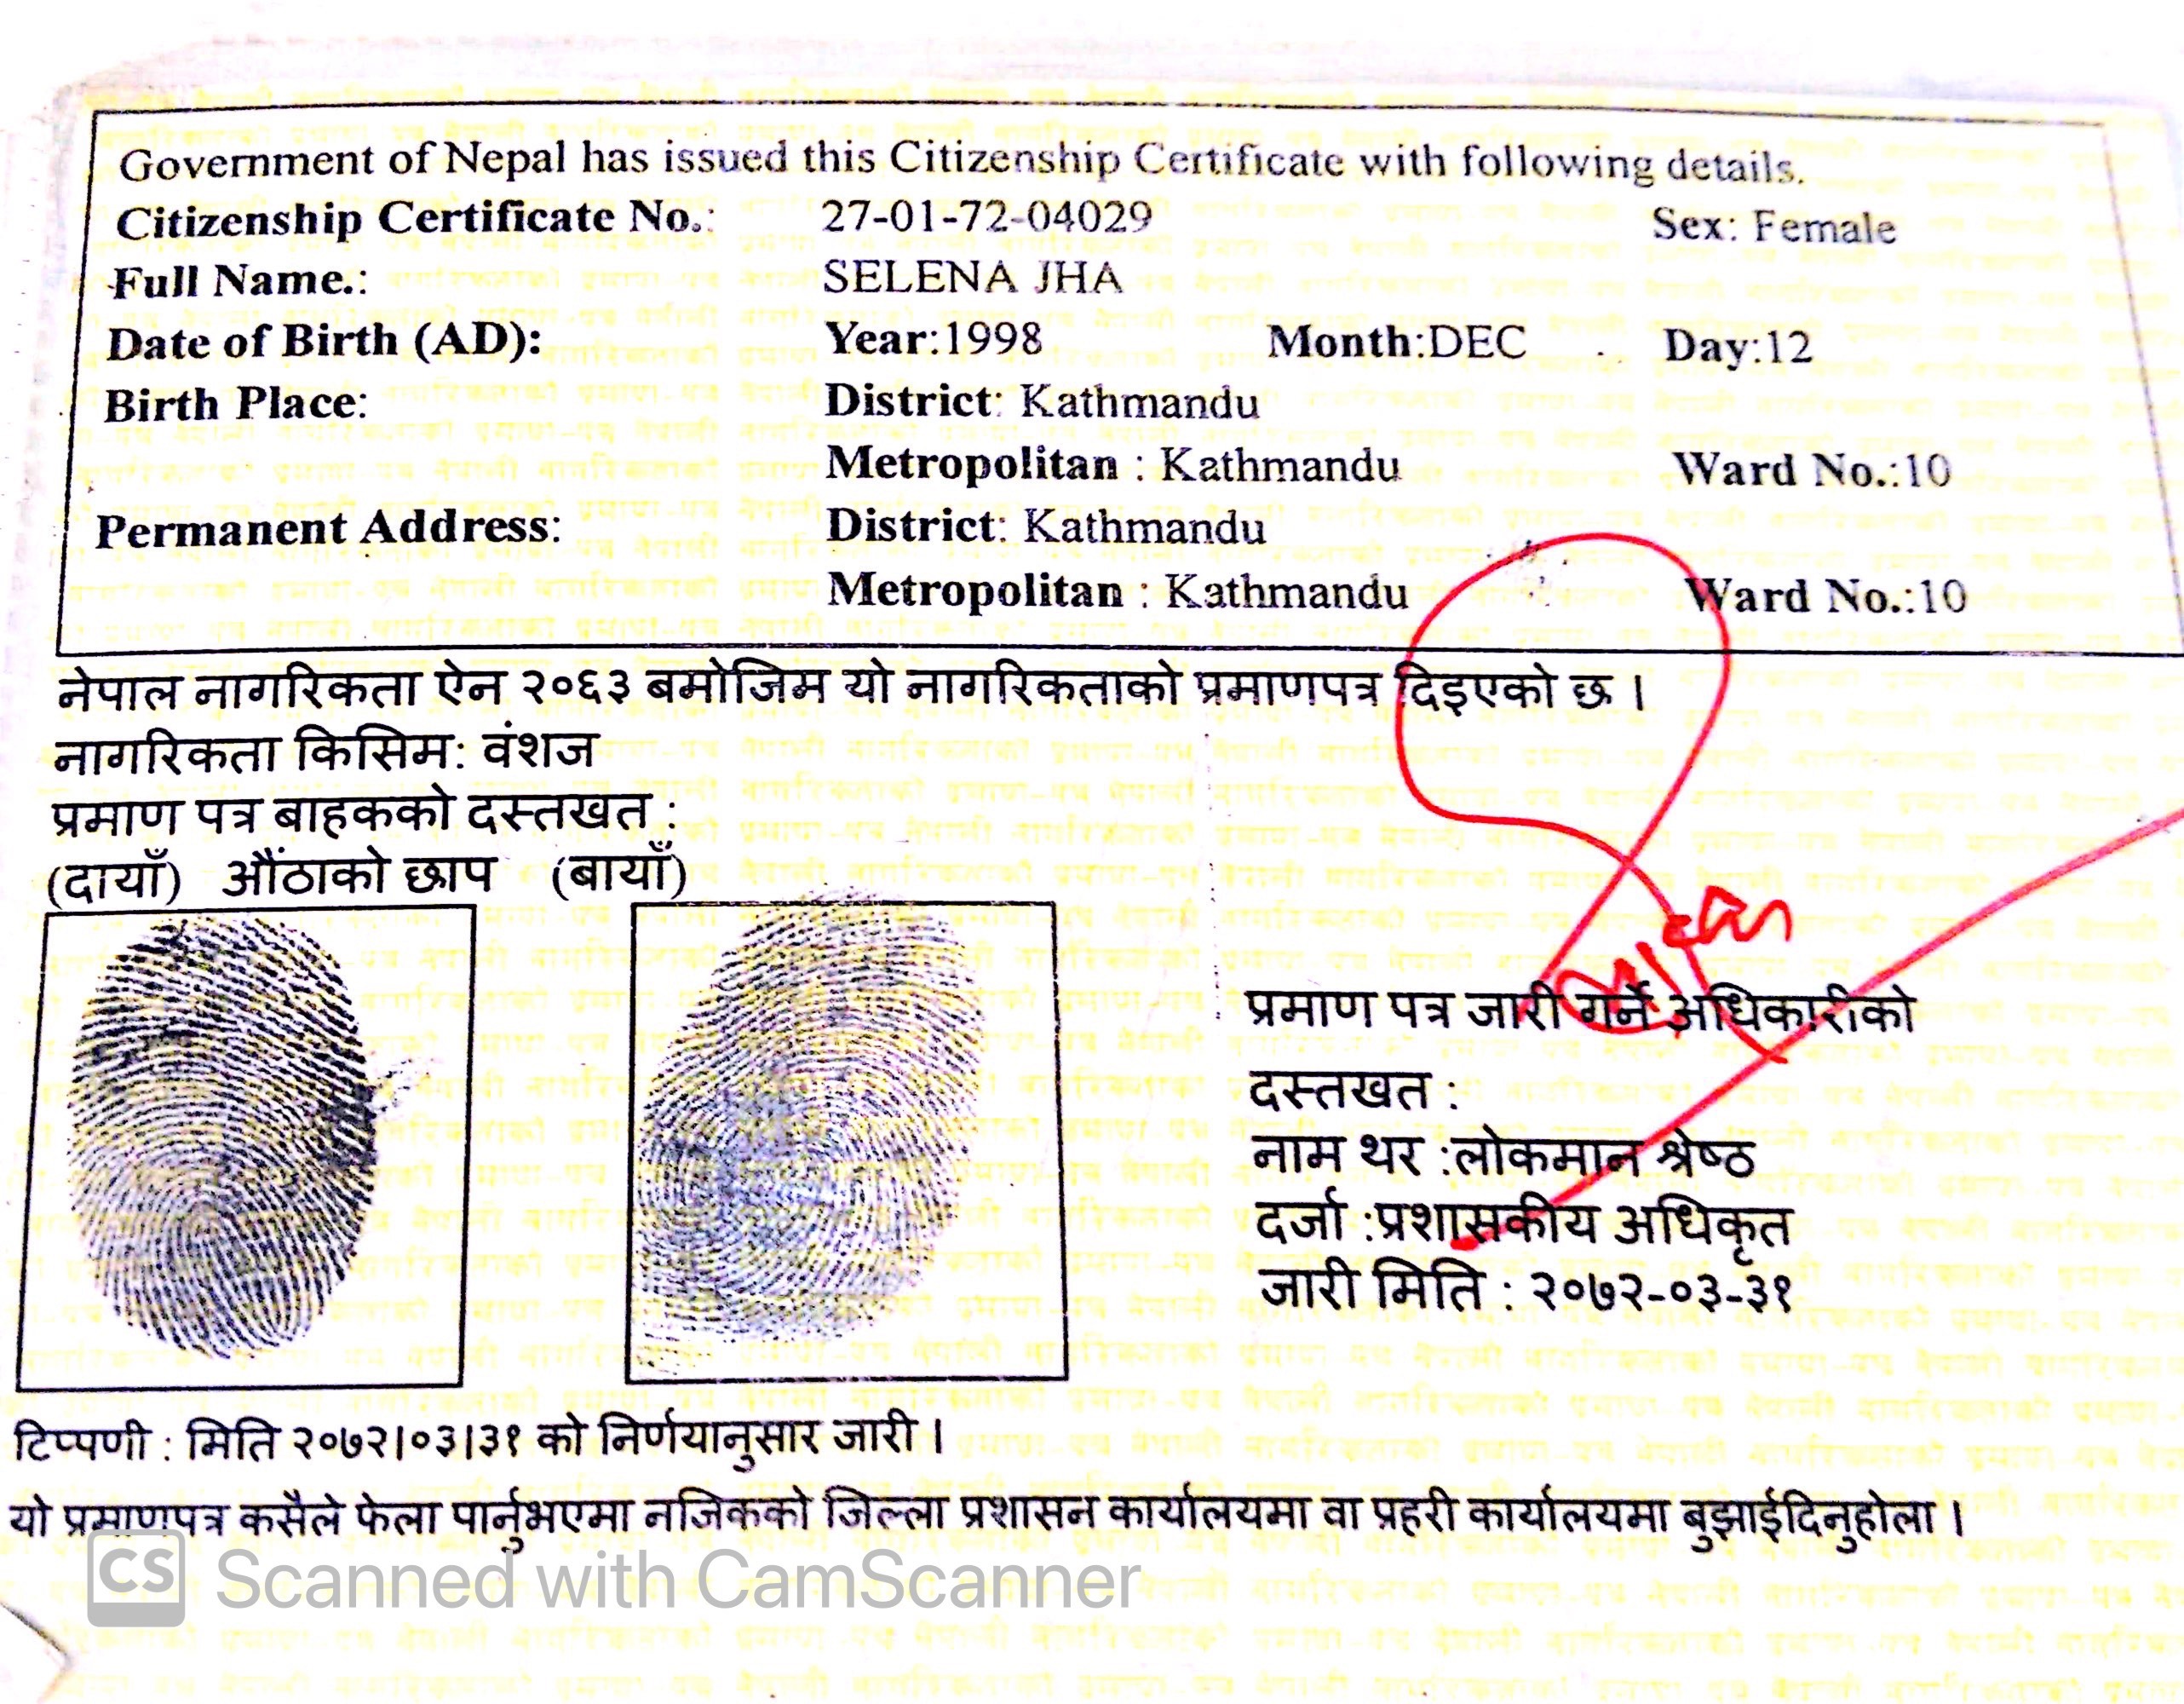 Government of Nepal has issued this Citizenship Certificate with following details.
Citizenship Certificate No.: 27-01-72-04029 Sex: Female
Full Name.: SELENA JHA
Date of Birth (AD): Year:1998 Month:DEC Day:12
Birth Place: District: Kathmandu
Metropolitan : Kathmandu Ward No.:10
Permanent Address: District: Kathmandu
Metropolitan : Kathmandu Ward No.:10
नेपाल नागरिकता ऐन २०६३ बमोजिम यो नागरिकताको प्रमाणपत्र दिइएको छ ।
नागरिकता किसिम: वंशज
प्रमाण पत्र बाहकको दस्तखत :
(दायाँ) औंठाको छाप (बायाँ)
प्रमाण पत्र जारी गर्ने अधिकारीको
दस्तखत :
नाम थर :लोकमान श्रेष्ठ
दर्जा :प्रशासकीय अधिकृत
जारी मिति : २०७२-०३-३१
टिप्पणी : मिति २०७२।०३।३१ को निर्णयानुसार जारी ।
यो प्रमाणपत्र कसैले फेला पार्नुभएमा नजिकको जिल्ला प्रशासन कार्यालयमा वा प्रहरी कार्यालयमा बुझाईदिनुहोला ।
CS Scanned with CamScanner